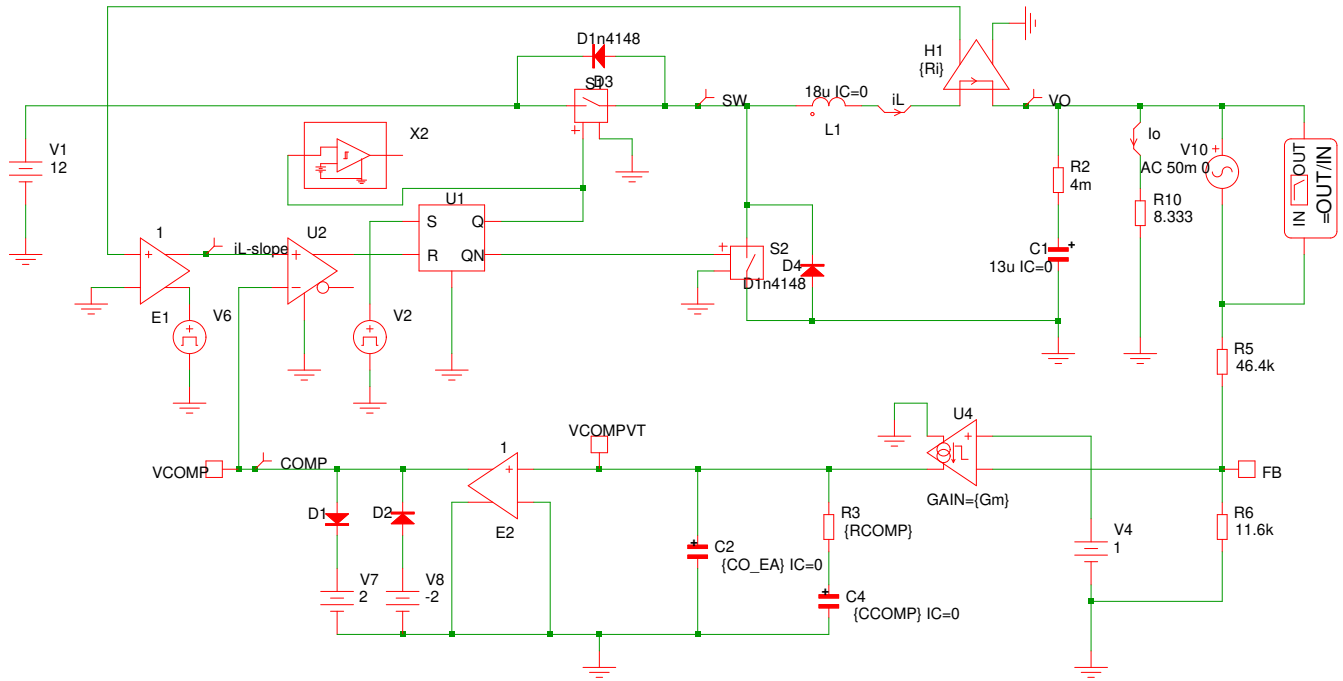 D1n4148
D3
S1
H1
{Ri}
V1
12
X2
SW
18u IC=0
L1
iL
VO
Io
V10
AC 50m 0
R2
4m
R10
8.333
OUT
IN
=OUT/IN
U1
S
Q
R
QN
1
iL-slope
U2
E1
V6
V2
S2
D4
D1n4148
C1
13u IC=0
R5
46.4k
VCOMPVT
U4
GAIN={Gm}
FB
VCOMP
COMP
1
E2
D1
D2
R3
{RCOMP}
R6
11.6k
V4
1
C2
{CO_EA} IC=0
V7
2
V8
-2
C4
{CCOMP} IC=0